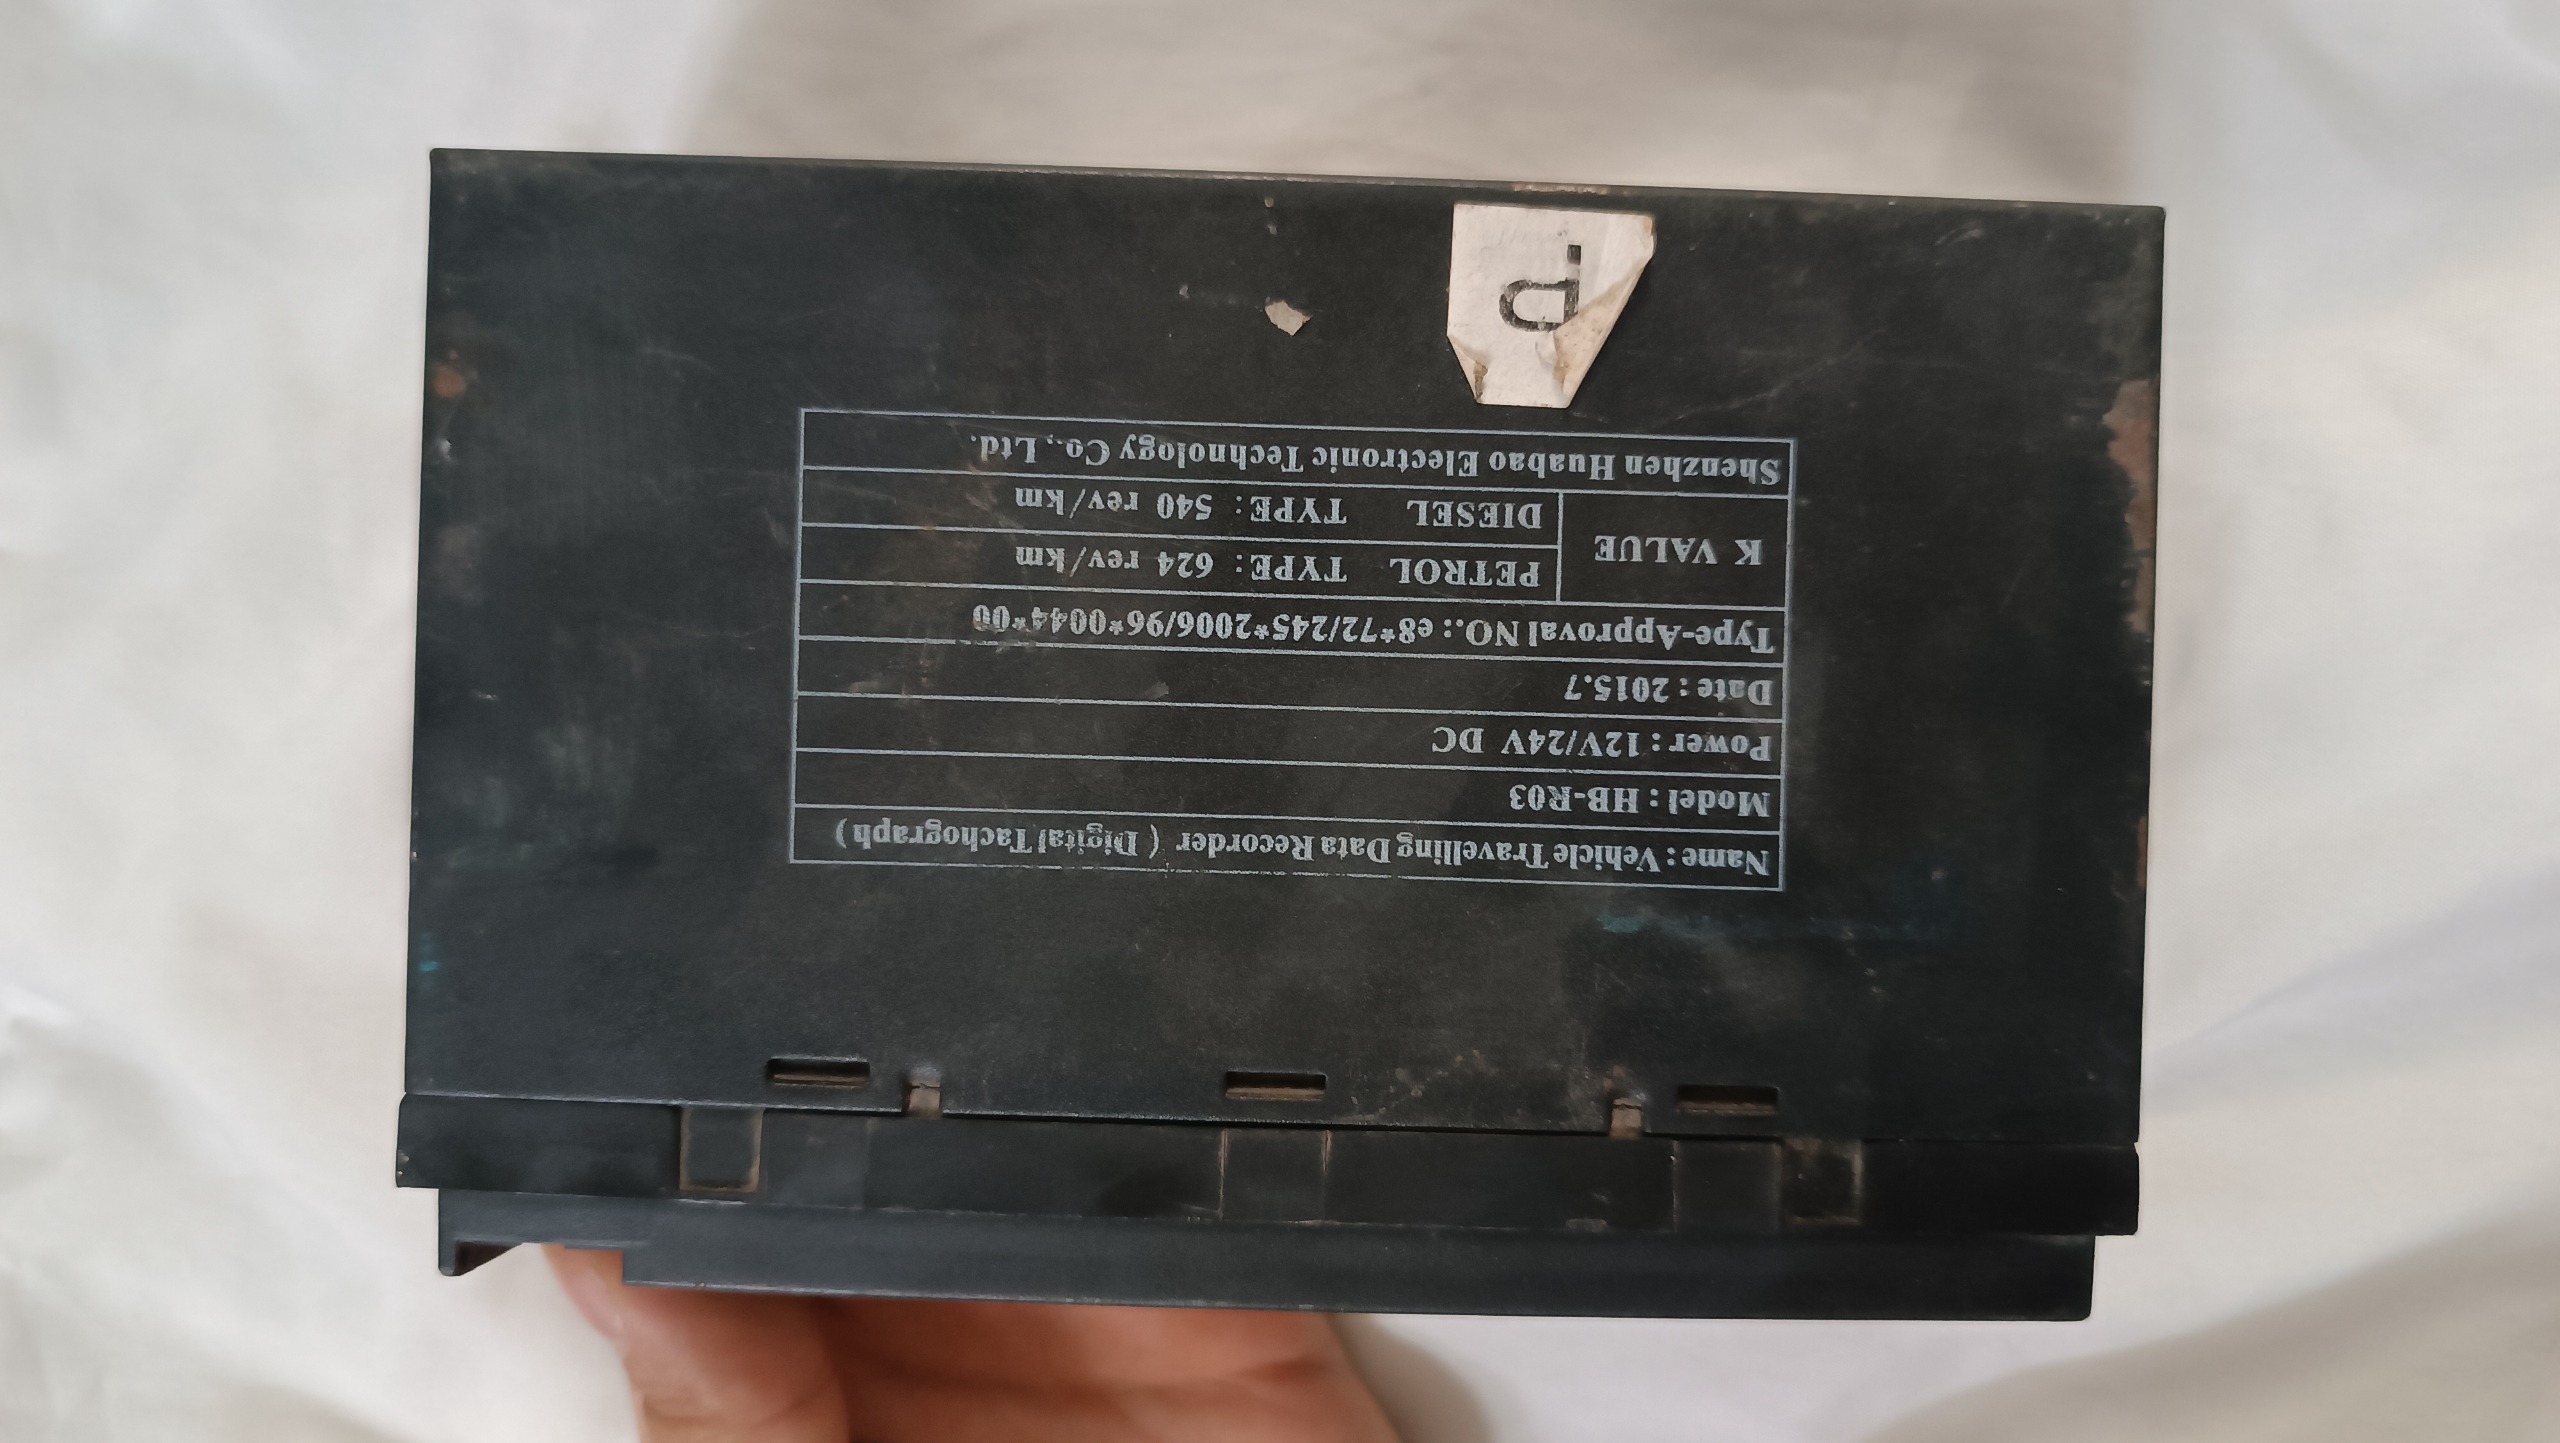 Name: Vehicle Travelling Data Recorder (Digital Tachograph)
Model: HB-R03
Power: 12V/24V DC
Date: 2015.7
Type-Approval NO.: e8*72/245*2006/96*0044*00
K VALUE
PETROL TYPE: 624 rev/km
DIESEL TYPE: 540 rev/km
Shenzhen Huabao Electronic Technology Co., Ltd.